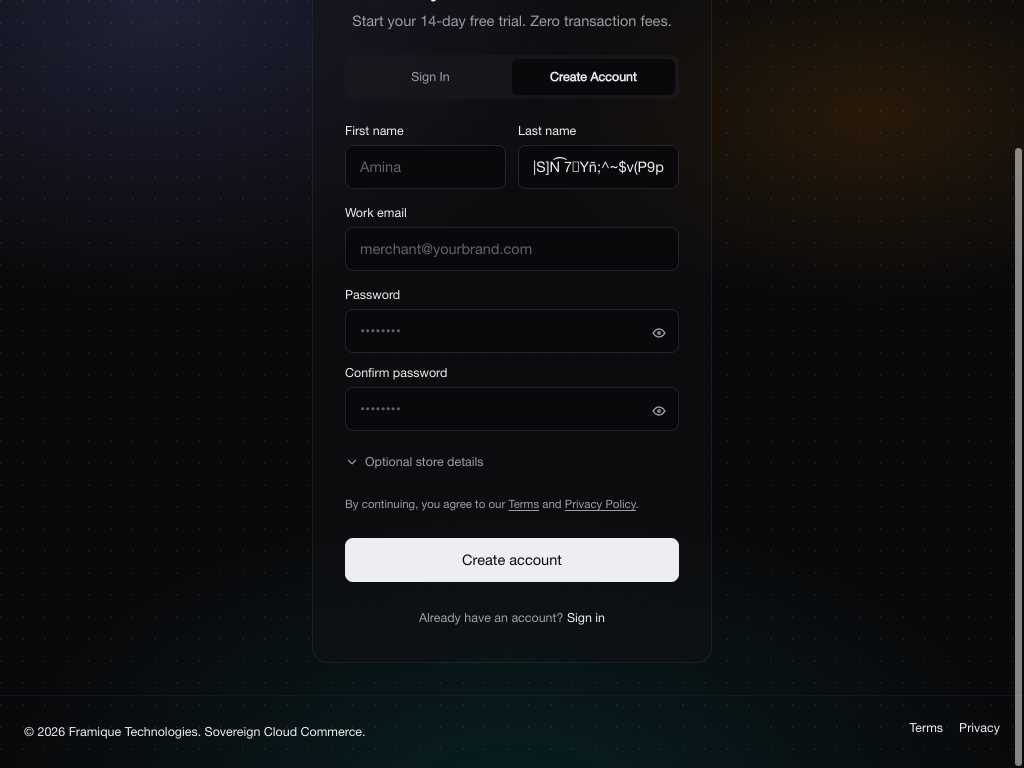 Start your 14-day free trial. Zero transaction fees.
Sign In
Create Account
First name
Last name
Amina
Work email
merchant@yourbrand.com
Password
••••••••
Confirm password
••••••••
Optional store details
By continuing, you agree to our Terms and Privacy Policy.
Create account
Already have an account? Sign in
© 2026 Framique Technologies. Sovereign Cloud Commerce.
Terms
Privacy